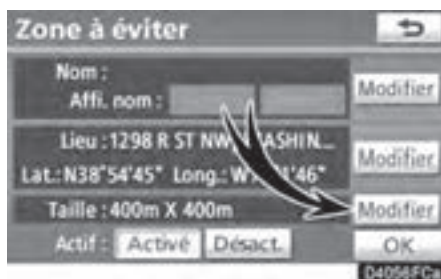 Zone à éviter
Nom :
Affi. nom :
Modifier
Lieu : 1298 R ST NW,
Lat.: N38°54'45" Long.:
Modifier
Taille : 400m X 400m
Modifier
Actif : Activé Désact.
OK